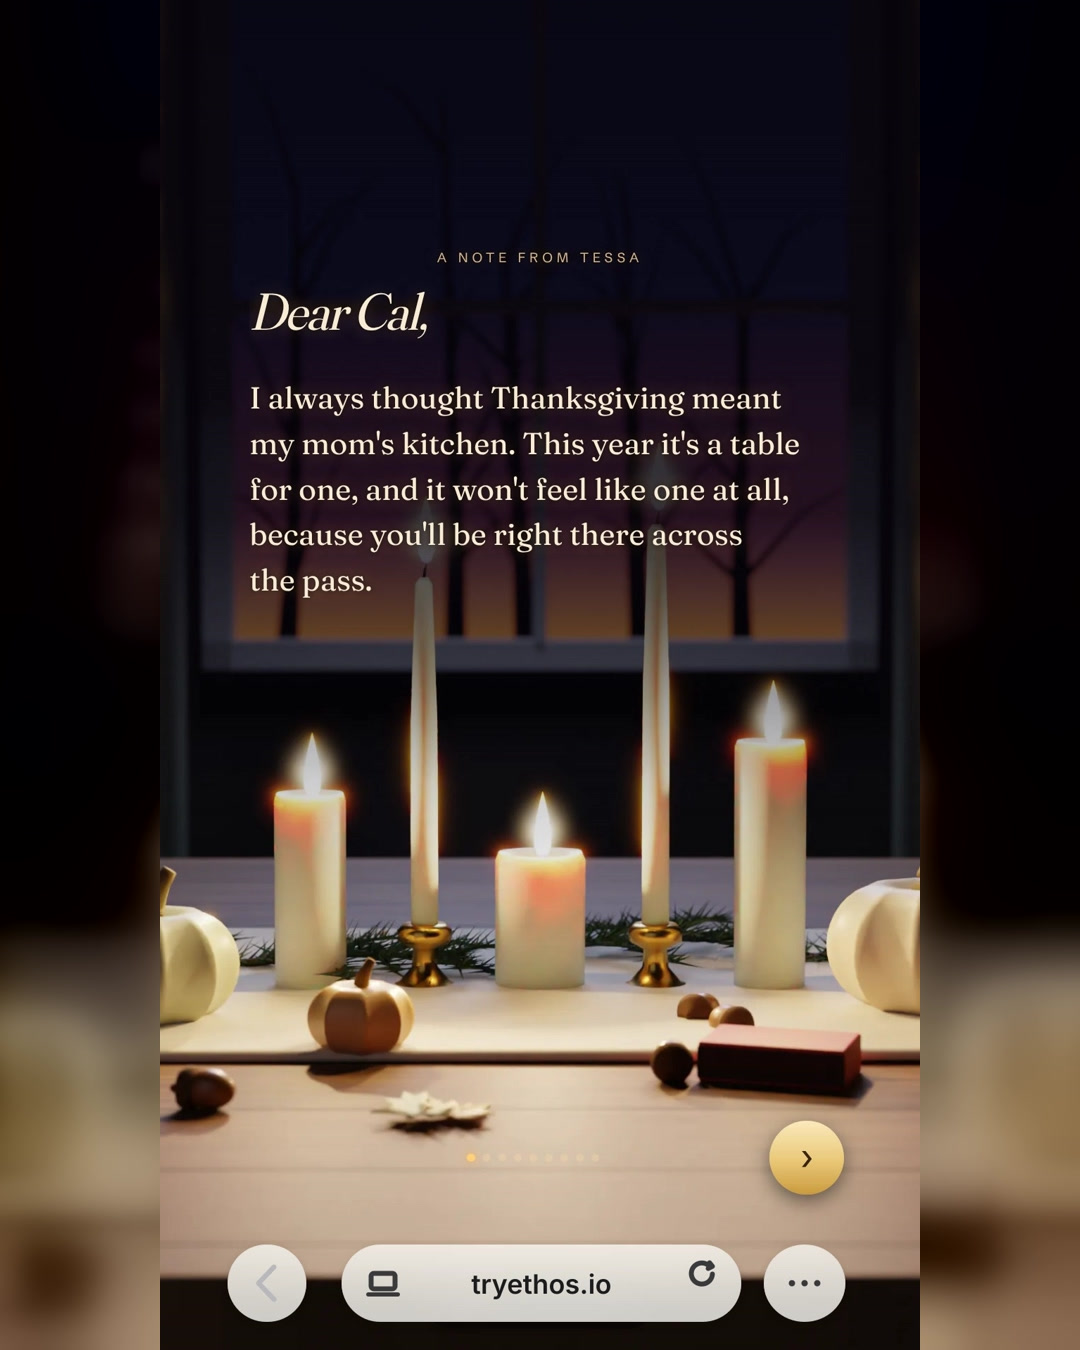 A NOTE FROM TESSA
Dear Cal,
I always thought Thanksgiving meant
my mom's kitchen. This year it's a table
for one, and it won't feel like one at all,
because you'll be right there across
the pass.
›
tryethos.io